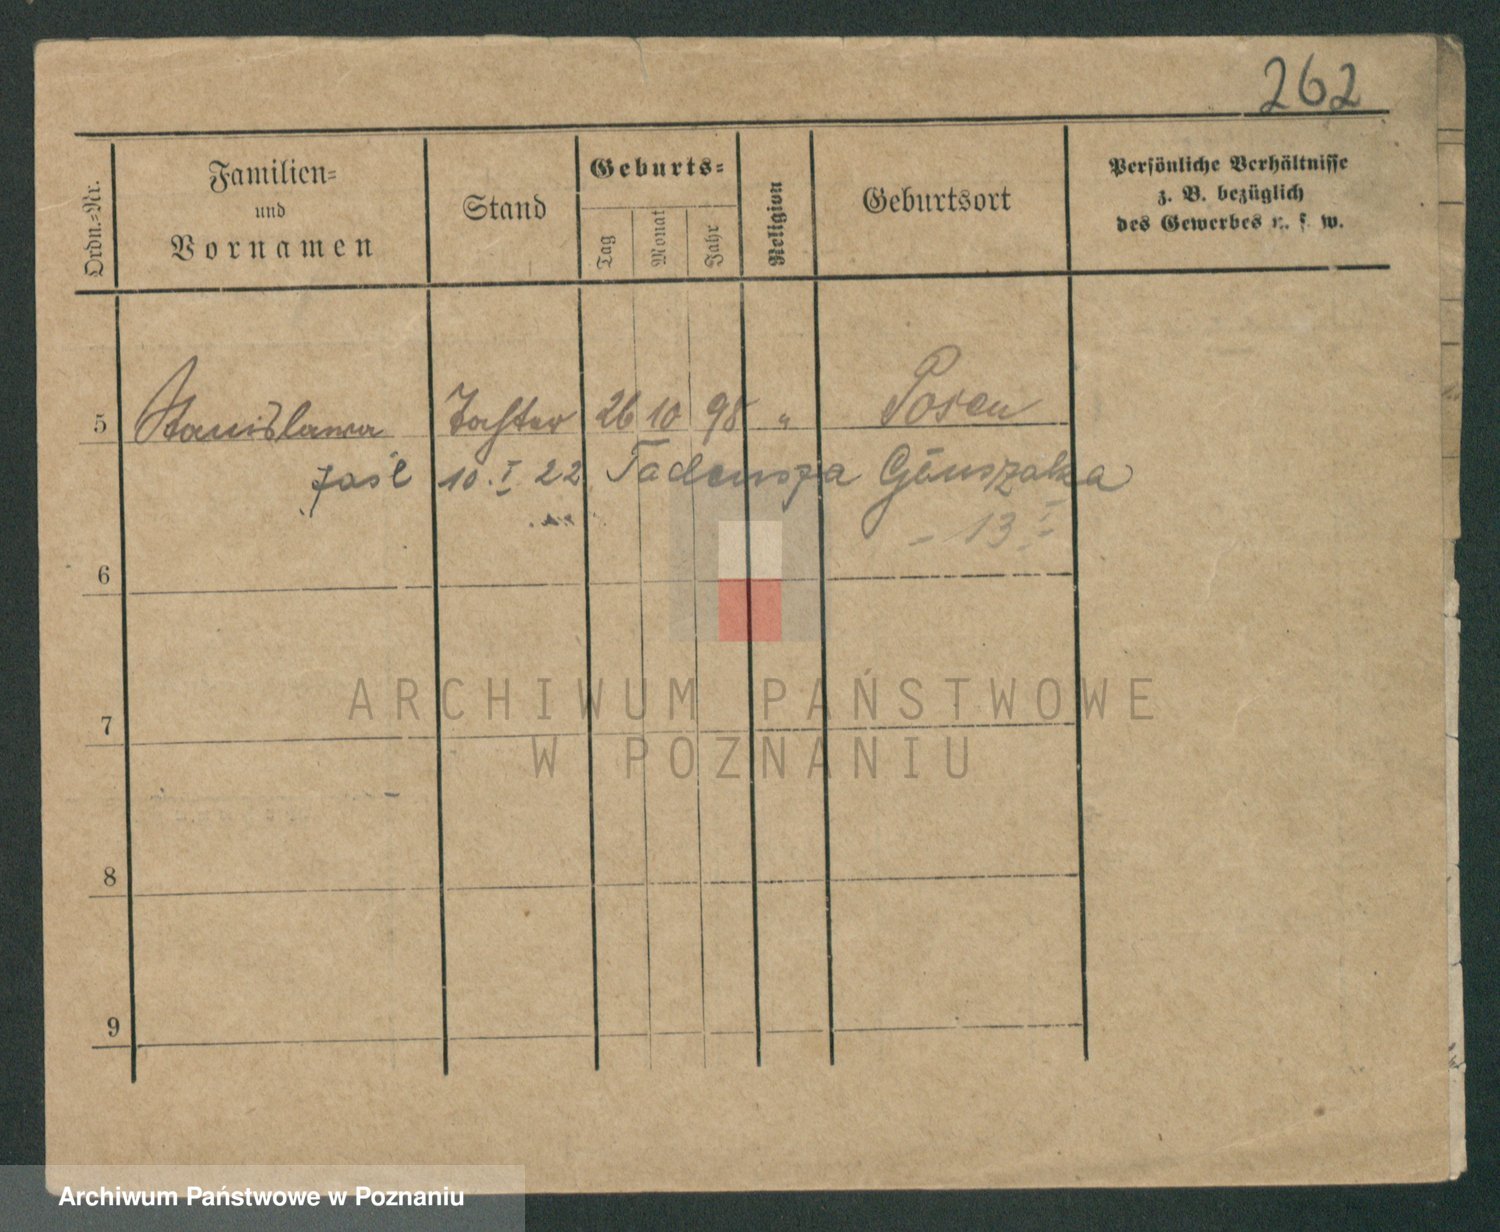 262
Ordn.-Nr.
Familien-
und
Vornamen
Stand
Geburts-
Tag
Monat
Jahr
Religion
Geburtsort
Persönliche Verhältnisse
z. B. bezüglich
des Gewerbes u. s. w.
5 Stanislawa Tochter 26 10 98 " Posen
10. I 22 Tadeusza
- 13 I -
6
7
8
9
ARCHIWUM PAŃSTWOWE
W POZNANIU
Archiwum Państwowe w Poznaniu